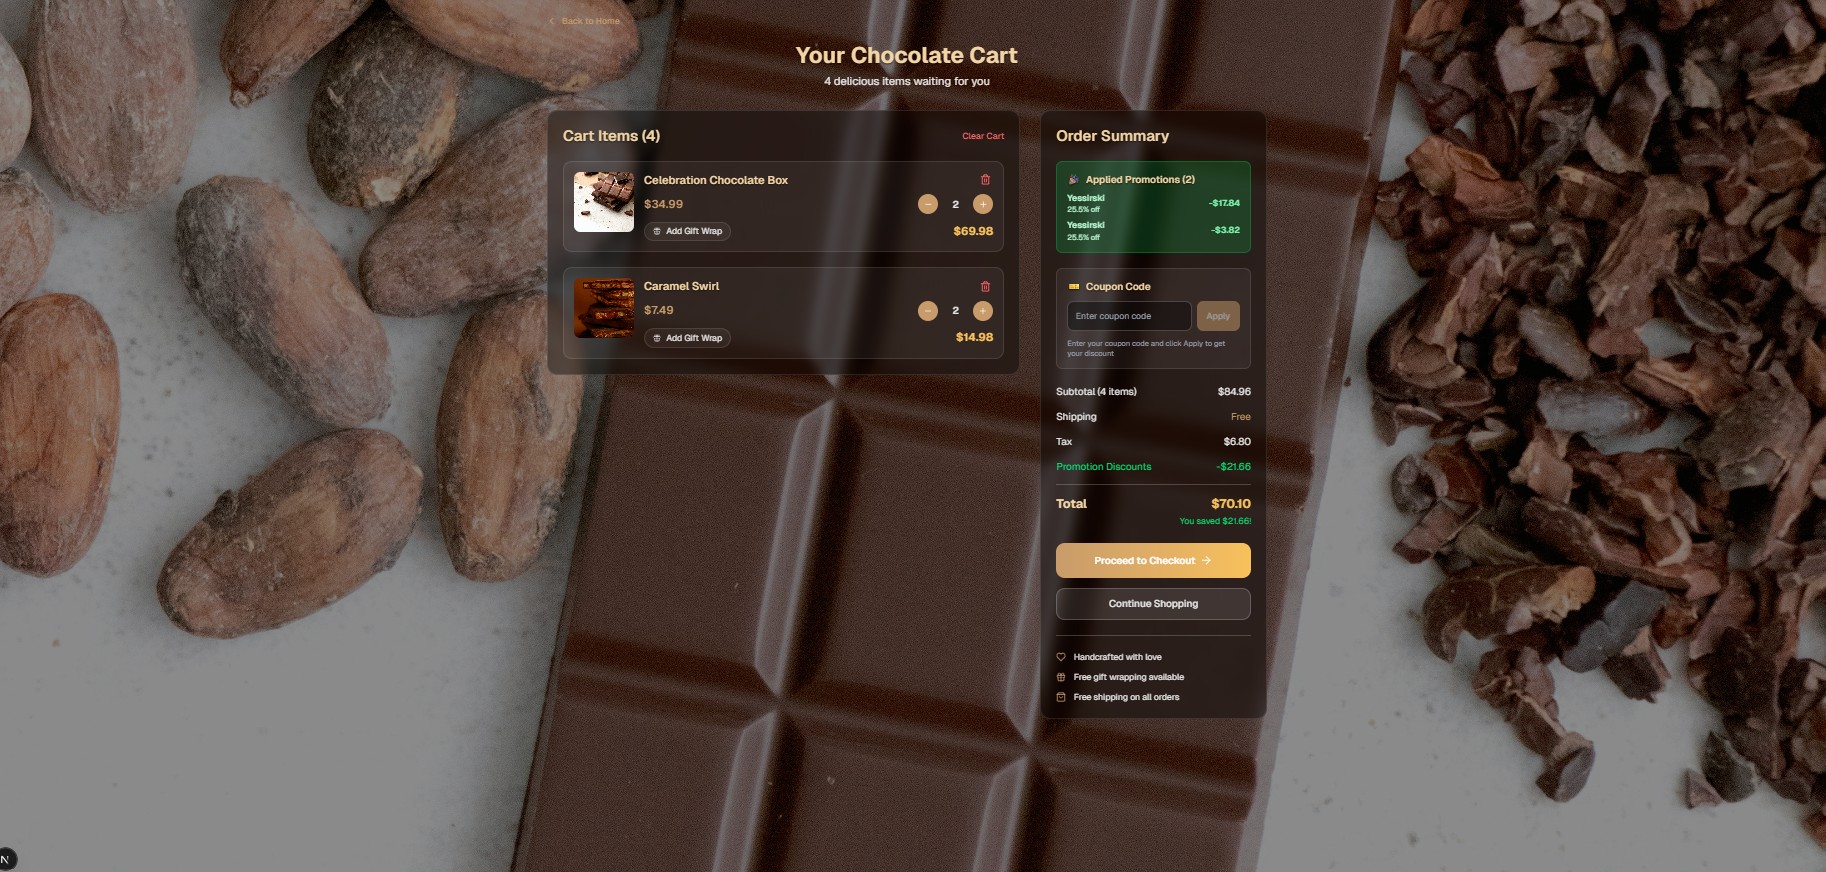 Back to Home
Your Chocolate Cart
4 delicious items waiting for you
Cart Items (4)
Clear Cart
Celebration Chocolate Box
$34.99
2
Add Gift Wrap
$69.98
Caramel Swirl
$7.49
2
Add Gift Wrap
$14.98
Order Summary
Applied Promotions (2)
Yessirski
-$17.84
25.5% off
Yessirski
-$3.82
25.5% off
Coupon Code
Enter coupon code
Apply
Enter your coupon code and click Apply to get
your discount
Subtotal (4 items)
$84.96
Shipping
Free
Tax
$6.80
Promotion Discounts
-$21.66
Total
$70.10
You saved $21.66!
Proceed to Checkout
Continue Shopping
Handcrafted with love
Free gift wrapping available
Free shipping on all orders
N